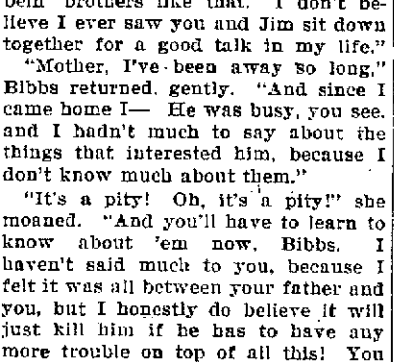 bein' brothers like that. I don't be-
lieve I ever saw you and Jim sit down
together for a good talk in my life."
"Mother, I've been away so long,"
Bibbs returned, gently. "And since I
came home I— He was busy, you see,
and I hadn't much to say about the
things that interested him, because I
don't know much about them."
"It's a pity! Oh, it's a pity!" she
moaned. "And you'll have to learn to
know about 'em now, Bibbs. I
haven't said much to you, because I
felt it was all between your father and
you, but I honestly do believe it will
just kill him if he has to have any
more trouble on top of all this! You